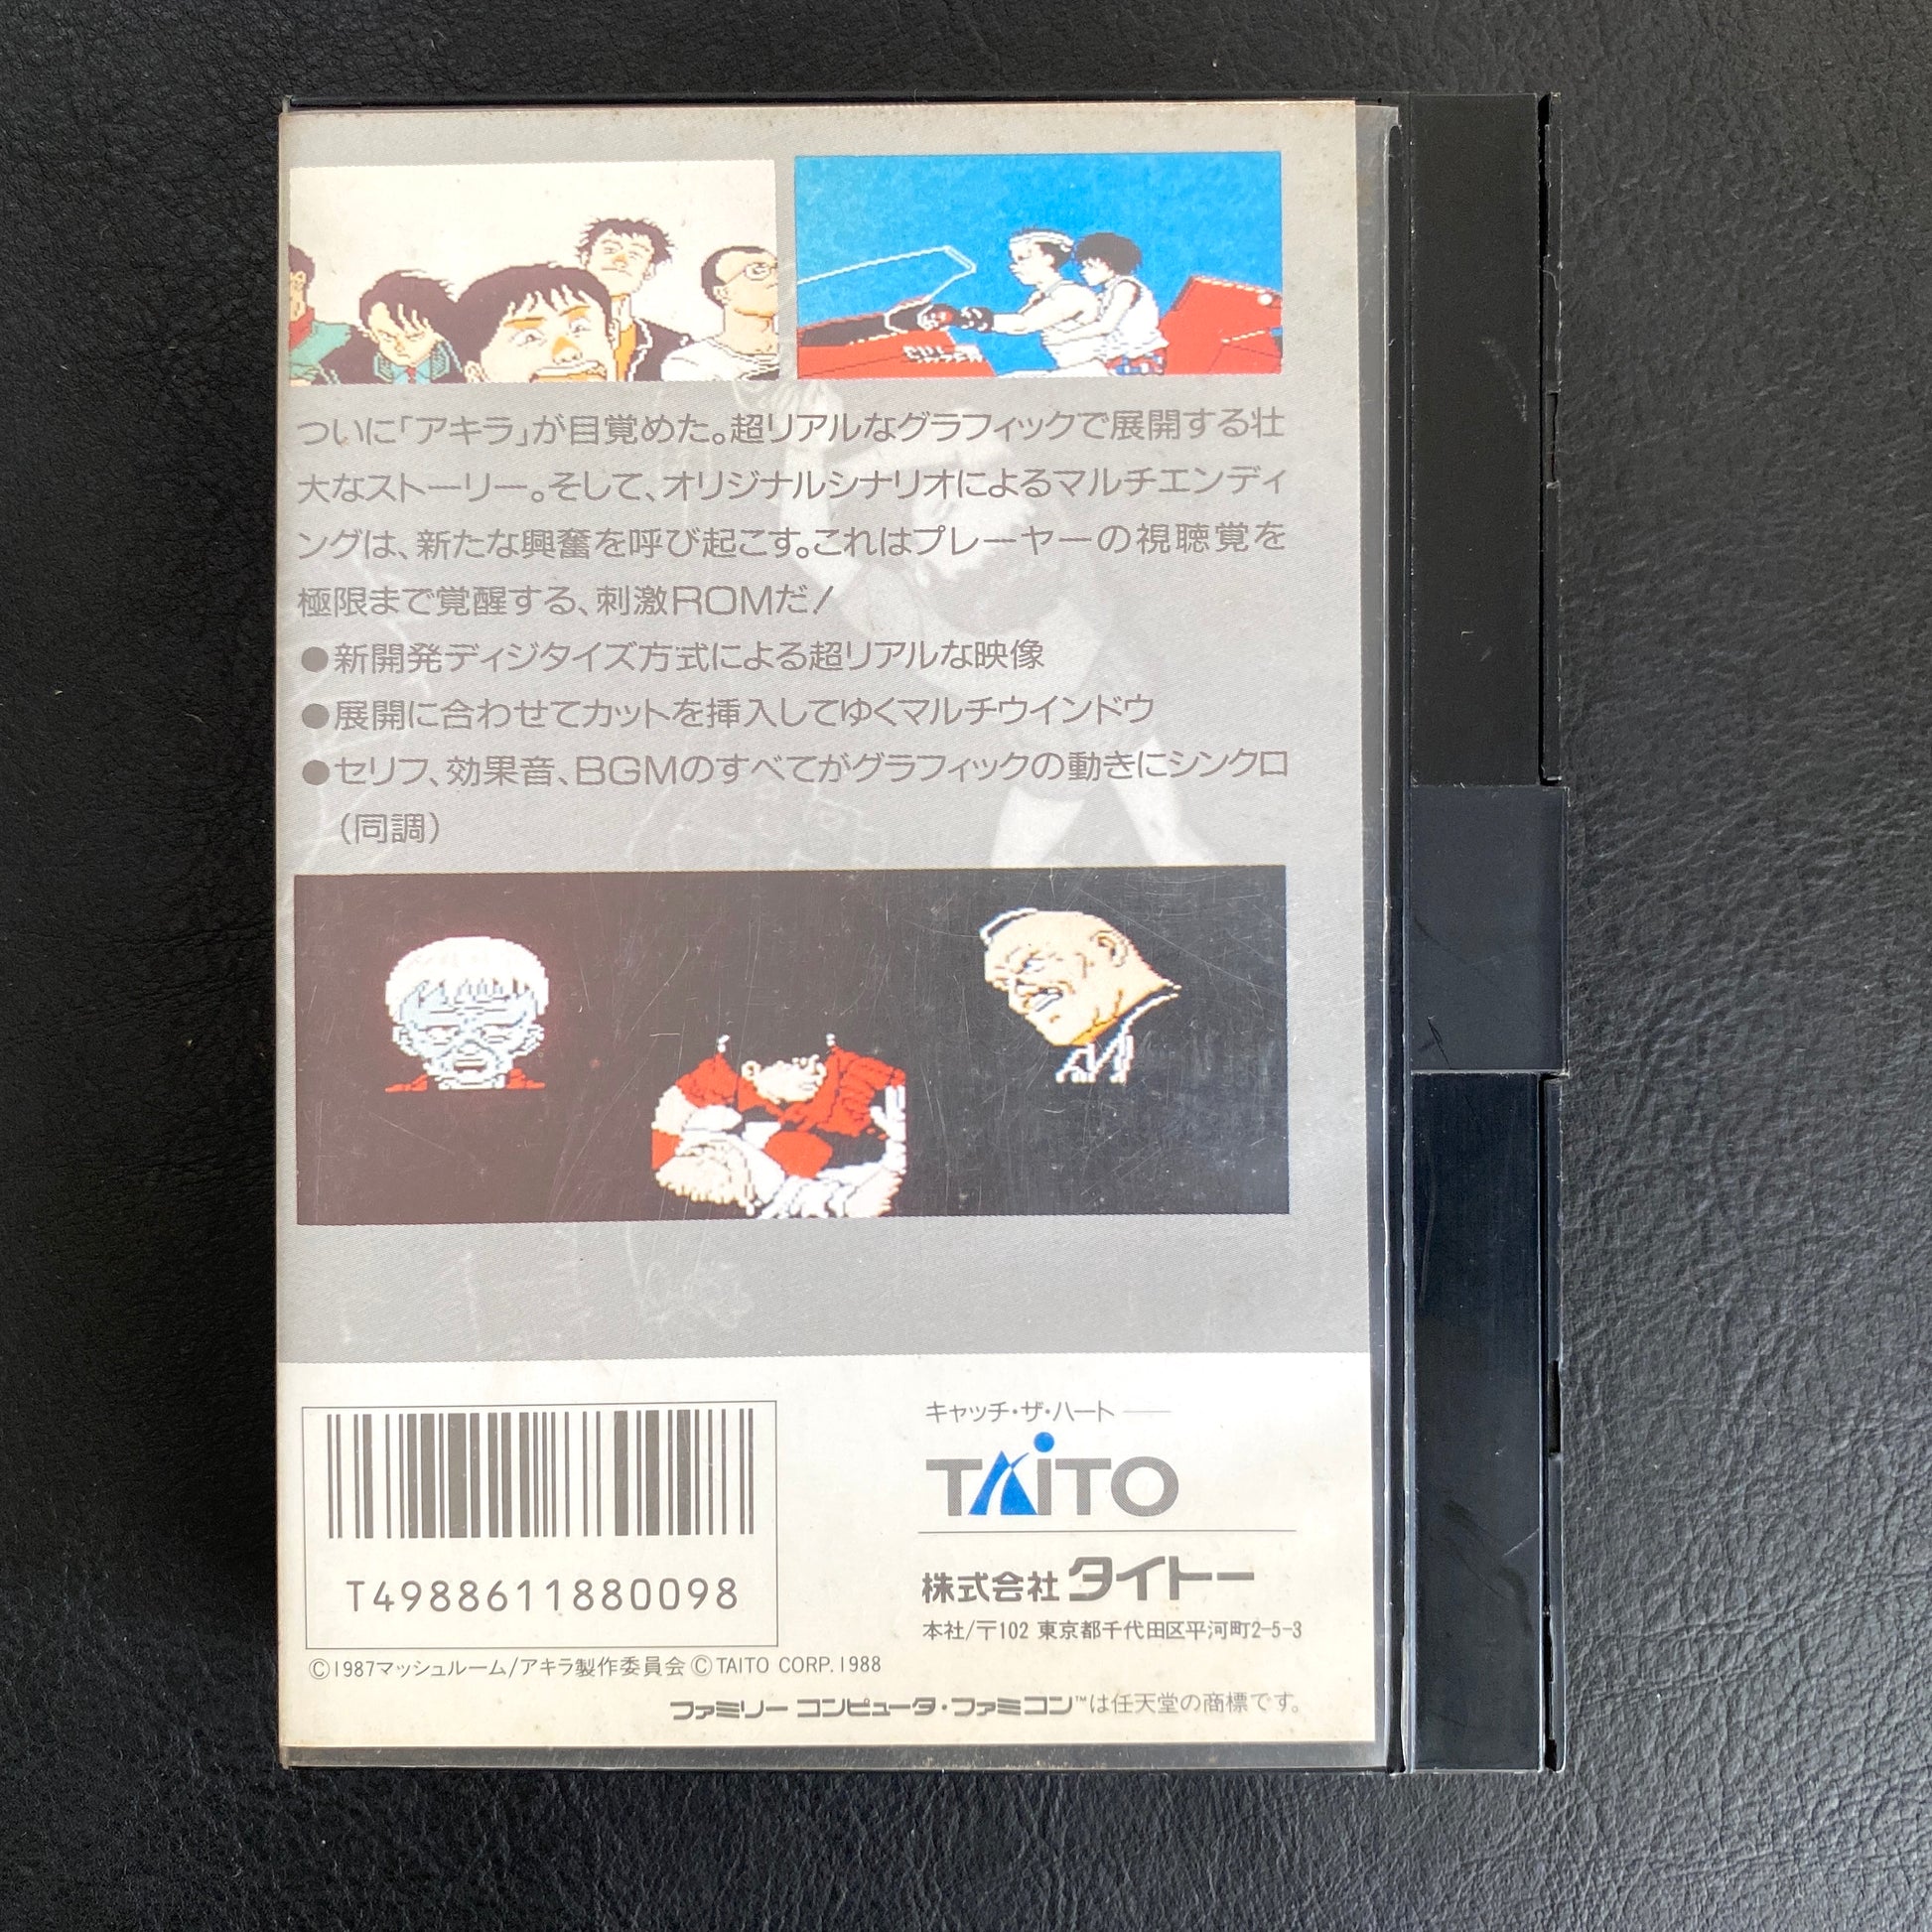 ついに「アキラ」が目覚めた。超リアルなグラフィックで展開する壮
大なストーリー。そして、オリジナルシナリオによるマルチエンディ
ングは、新たな興奮を呼び起こす。これはプレーヤーの視聴覚を
極限まで覚醒する、刺激ROMだ！
●新開発ディジタイズ方式による超リアルな映像
●展開に合わせてカットを挿入してゆくマルチウインドウ
●セリフ、効果音、BGMのすべてがグラフィックの動きにシンクロ
（同調）
T4988611880098
キャッチ・ザ・ハート
TAITO
株式会社タイトー
本社/〒102 東京都千代田区平河町2-5-3
©1987マッシュルーム/アキラ製作委員会 © TAITO CORP.1988
ファミリーコンピュータ・ファミコン™は任天堂の商標です。